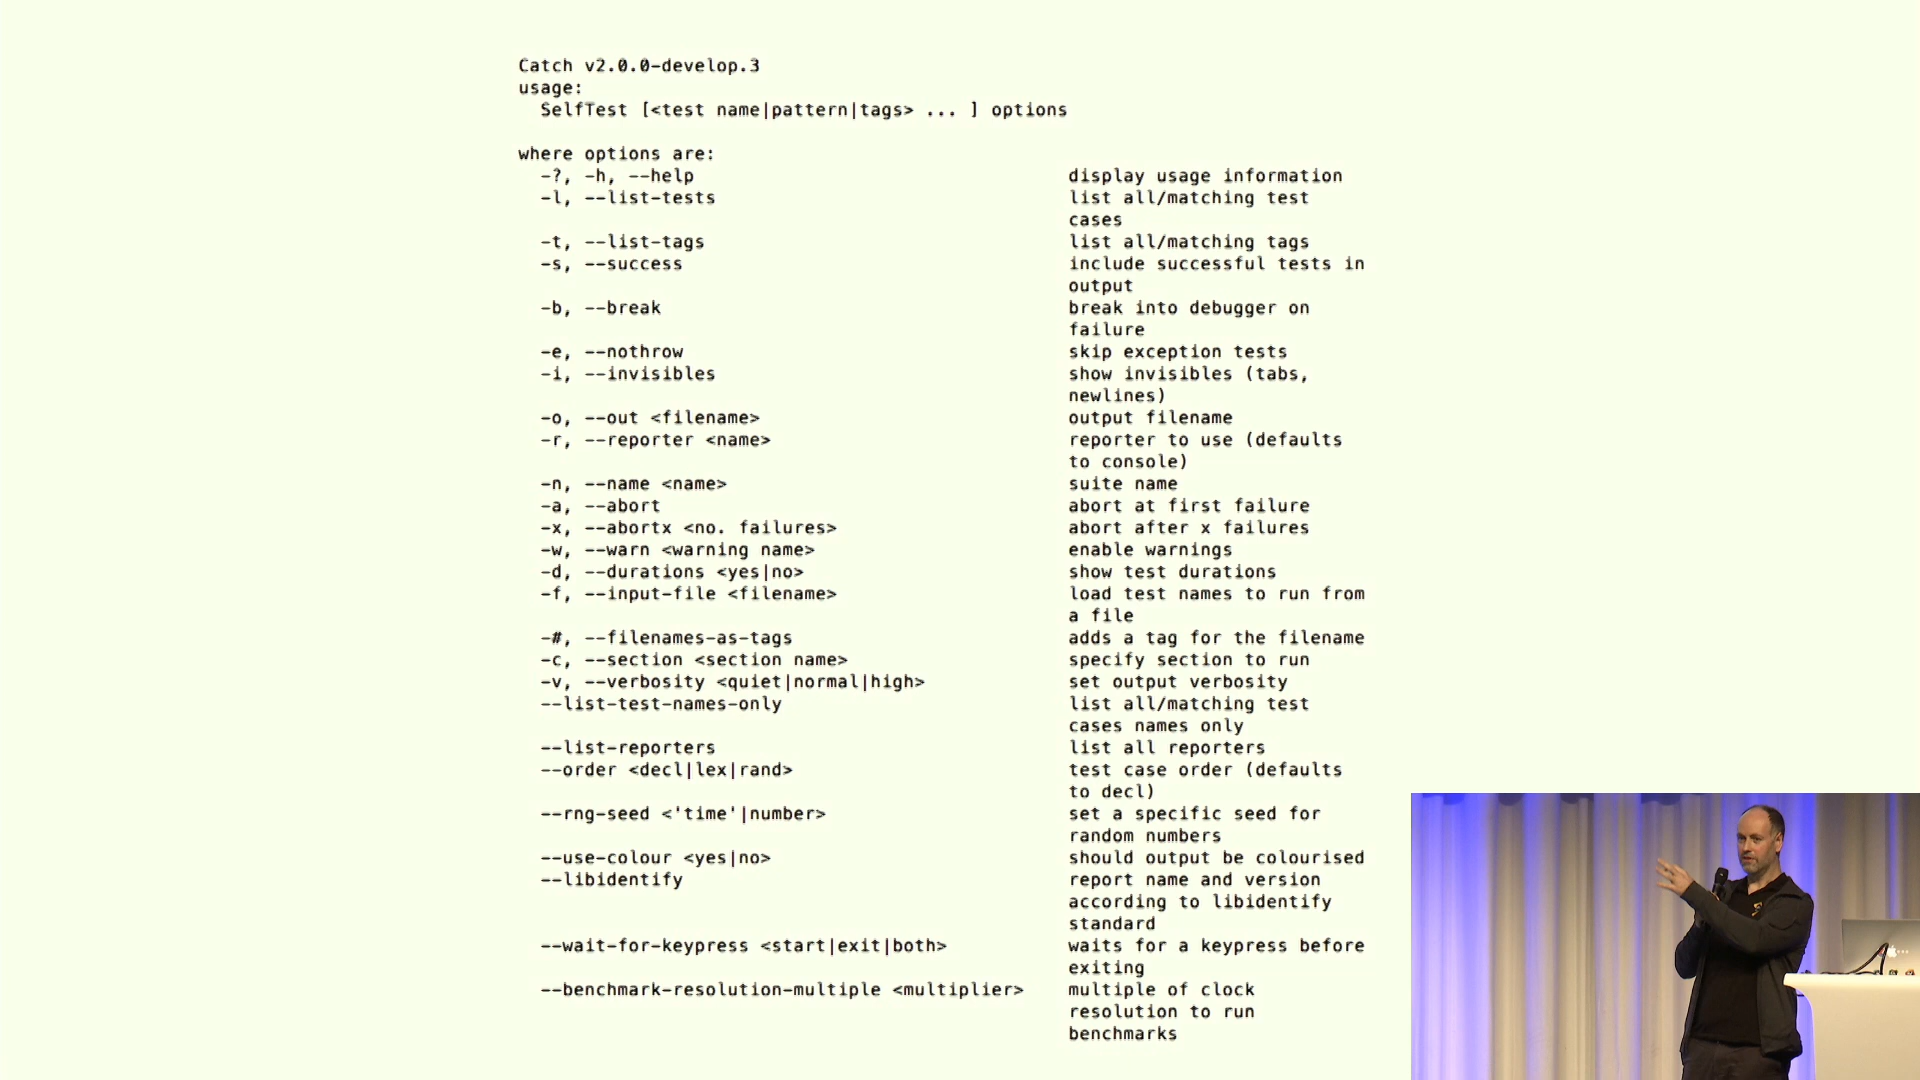 Catch v2.0.0-develop.3
usage:
SelfTest [<test name|pattern|tags> ... ] options
where options are:
-?, -h, --help display usage information
-l, --list-tests list all/matching test
cases
-t, --list-tags list all/matching tags
-s, --success include successful tests in
output
-b, --break break into debugger on
failure
-e, --nothrow skip exception tests
-i, --invisibles show invisibles (tabs,
newlines)
-o, --out <filename> output filename
-r, --reporter <name> reporter to use (defaults
to console)
-n, --name <name> suite name
-a, --abort abort at first failure
-x, --abortx <no. failures> abort after x failures
-w, --warn <warning name> enable warnings
-d, --durations <yes|no> show test durations
-f, --input-file <filename> load test names to run from
a file
-#, --filenames-as-tags adds a tag for the filename
-c, --section <section name> specify section to run
-v, --verbosity <quiet|normal|high> set output verbosity
--list-test-names-only list all/matching test
cases names only
--list-reporters list all reporters
--order <decl|lex|rand> test case order (defaults
to decl)
--rng-seed <'time'|number> set a specific seed for
random numbers
--use-colour <yes|no> should output be colourised
--libidentify report name and version
according to libidentify
standard
--wait-for-keypress <start|exit|both> waits for a keypress before
exiting
--benchmark-resolution-multiple <multiplier> multiple of clock
resolution to run
benchmarks